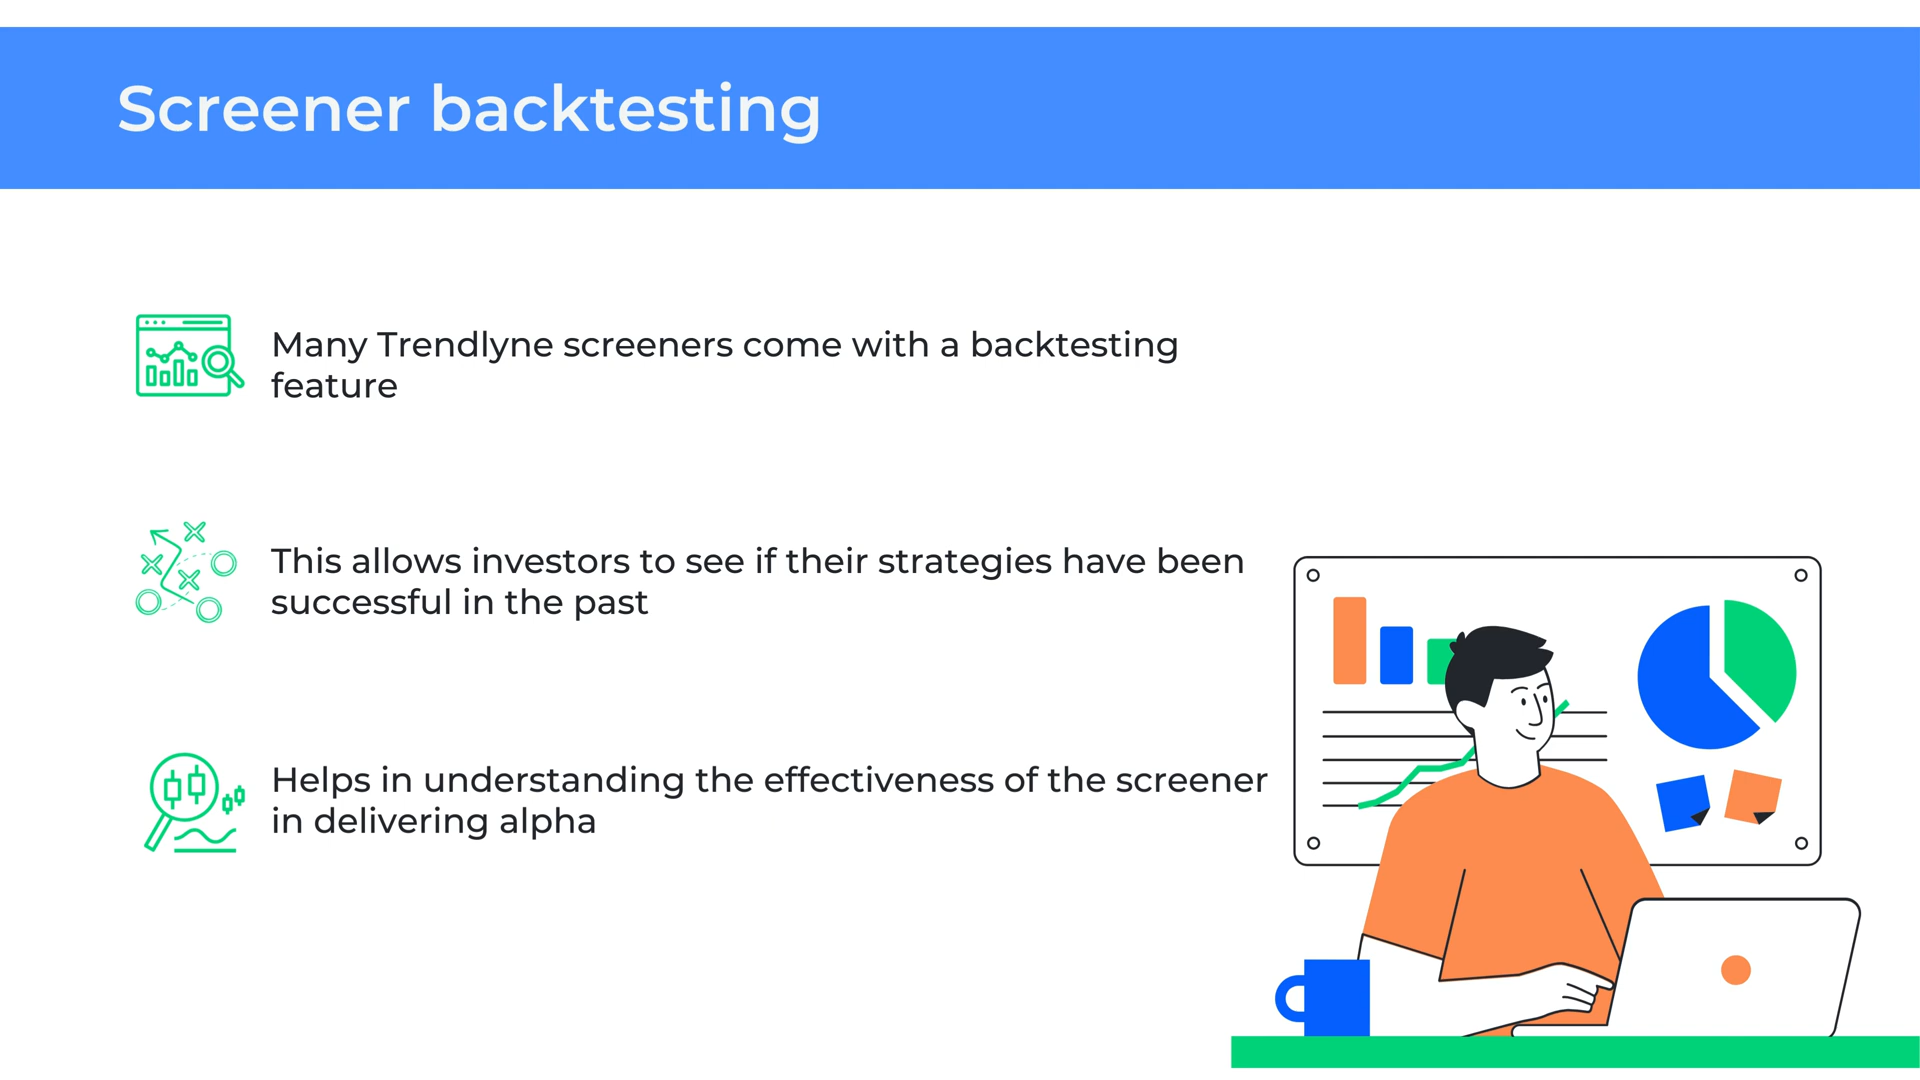 Screener backtesting
Many Trendlyne screeners come with a backtesting
feature
This allows investors to see if their strategies have been
successful in the past
Helps in understanding the effectiveness of the screener
in delivering alpha